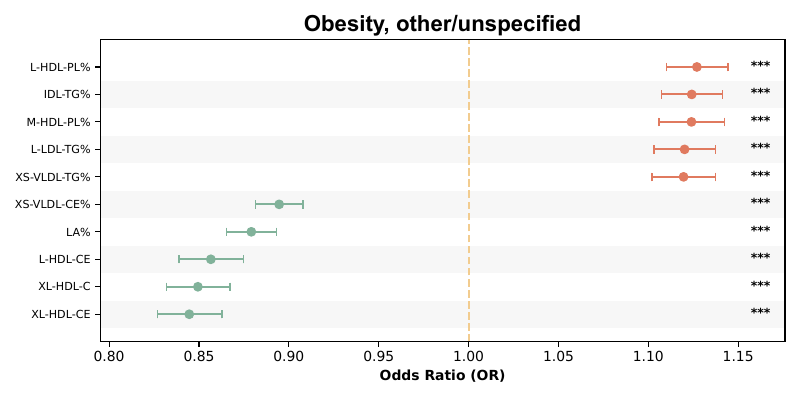 Obesity, other/unspecified
L-HDL-PL% ***
IDL-TG% ***
M-HDL-PL% ***
L-LDL-TG% ***
XS-VLDL-TG% ***
XS-VLDL-CE% ***
LA% ***
L-HDL-CE ***
XL-HDL-C ***
XL-HDL-CE ***
0.80 0.85 0.90 0.95 1.00 1.05 1.10 1.15
Odds Ratio (OR)